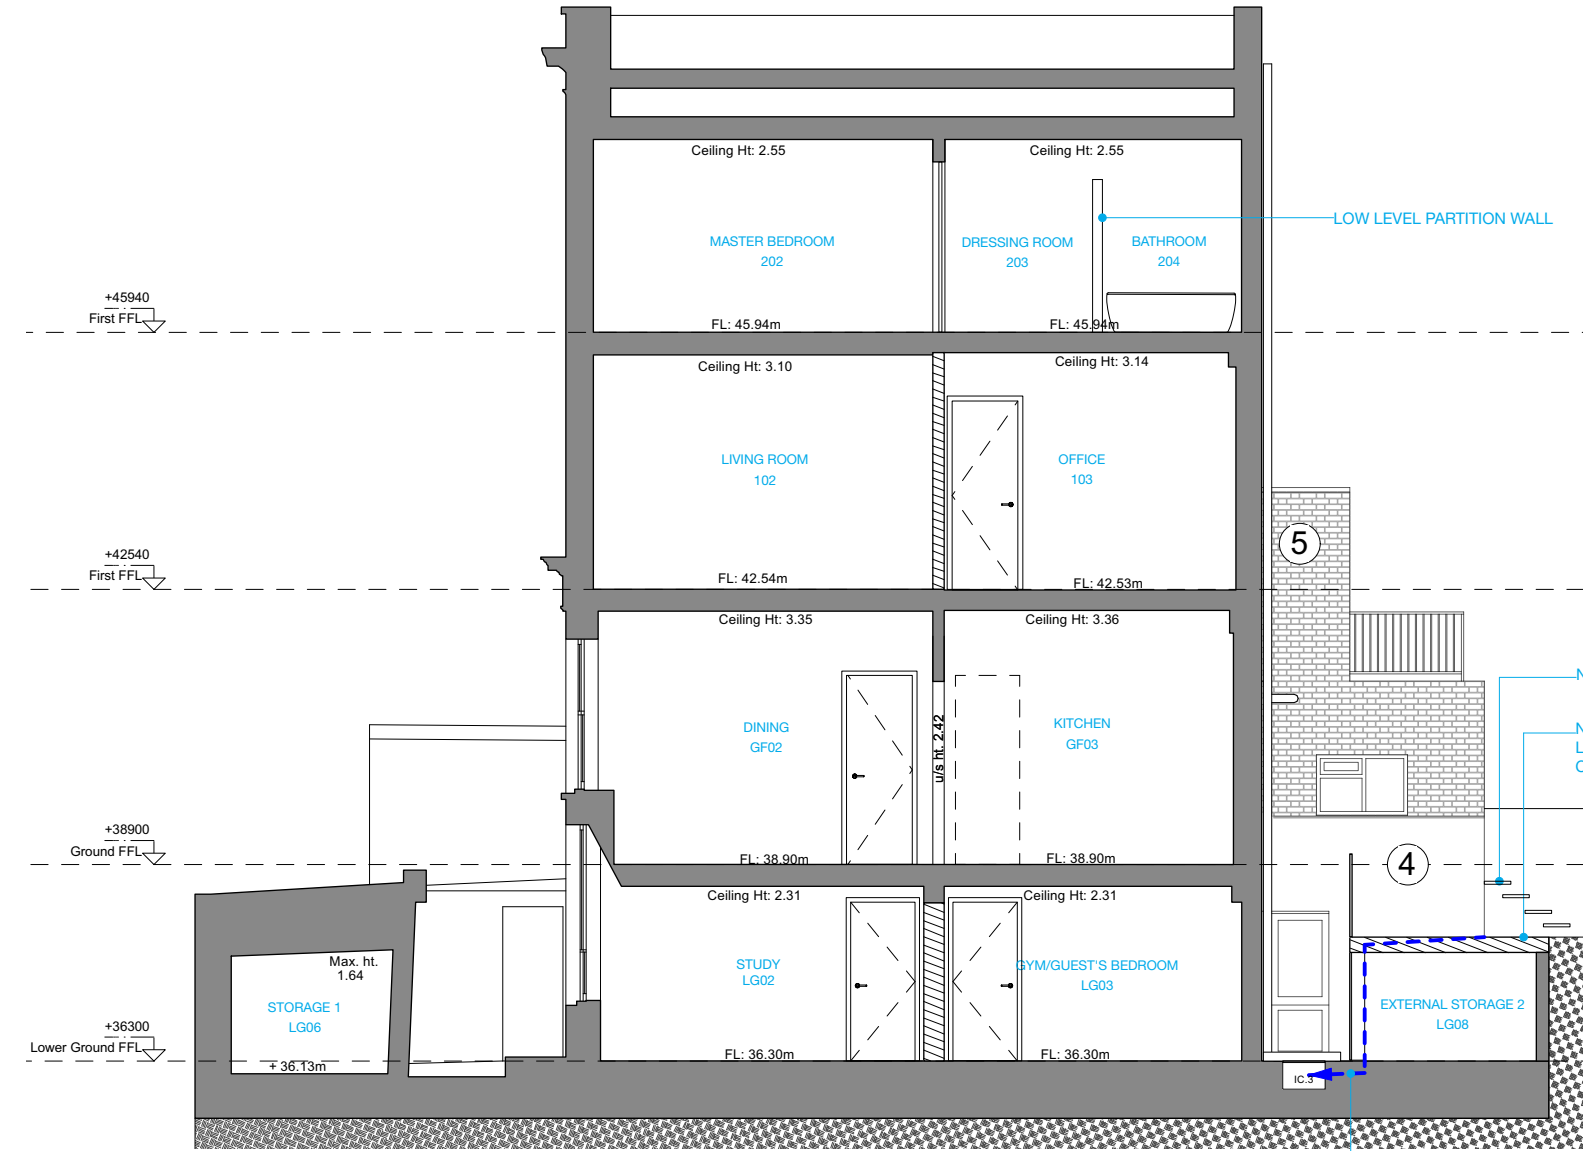 Ceiling Ht: 2.55
Ceiling Ht: 2.55
LOW LEVEL PARTITION WALL
MASTER BEDROOM
202
DRESSING ROOM
203
BATHROOM
204
+45940
First FFL
FL: 45.94m
FL: 45.94m
Ceiling Ht: 3.10
Ceiling Ht: 3.14
LIVING ROOM
102
OFFICE
103
5
+42540
First FFL
FL: 42.54m
FL: 42.53m
Ceiling Ht: 3.35
Ceiling Ht: 3.36
N
DINING
GF02
u/s ht. 2.42
KITCHEN
GF03
N
L
C
+38900
Ground FFL
FL: 38.90m
FL: 38.90m
4
Ceiling Ht: 2.31
Ceiling Ht: 2.31
Max. ht.
1.64
STUDY
LG02
GYM/GUEST'S BEDROOM
LG03
STORAGE 1
LG06
EXTERNAL STORAGE 2
LG08
+36300
Lower Ground FFL
+ 36.13m
FL: 36.30m
FL: 36.30m
IC.3